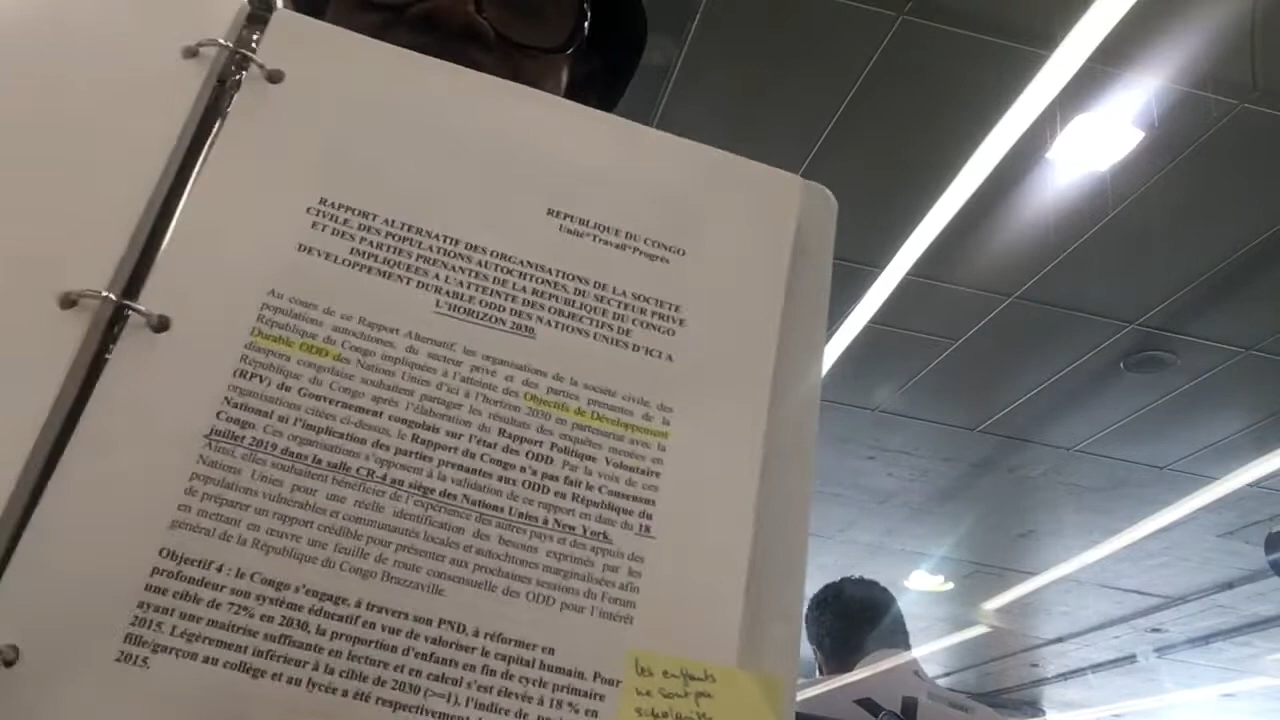 REPUBLIQUE DU CONGO
Unité*Travail*Progrès
RAPPORT ALTERNATIF DES ORGANISATIONS DE LA SOCIETE
CIVILE, DES POPULATIONS AUTOCHTONES, DU SECTEUR PRIVE
ET DES PARTIES PRENANTES DE LA REPUBLIQUE DU CONGO
IMPLIQUEES A L'ATTEINTE DES OBJECTIFS DE
DEVELOPPEMENT DURABLE ODD DES NATIONS UNIES D'ICI A
L'HORIZON 2030.
Au cours de ce Rapport Alternatif, les organisations de la société civile, des
populations autochtones, du secteur privé et des parties prenantes de la
République du Congo impliquées à l'atteinte des Objectifs de Développement
Durable ODD des Nations Unies d'ici à l'horizon 2030 en partenariat avec la
diaspora congolaise souhaitent partager les résultats des enquêtes menées en
République du Congo après l'élaboration du Rapport Politique Volontaire
(RPV) du Gouvernement congolais sur l'état des ODD. Par la voix de ces
organisations citées ci-dessus, le Rapport du Congo n'a pas fait le Consensus
National ni l'implication des parties prenantes aux ODD en République du
Congo. Ces organisations s'opposent à la validation de ce rapport en date du 18
juillet 2019 dans la salle CR-4 au siège des Nations Unies à New York.
Ainsi, elles souhaitent bénéficier de l'expérience des autres pays et des appuis des
Nations Unies pour une réelle identification des besoins exprimés par les
populations vulnérables et communautés locales et autochtones marginalisées afin
de préparer un rapport crédible pour présenter aux prochaines sessions du Forum
en mettant en œuvre une feuille de route consensuelle des ODD pour l'intérêt
général de la République du Congo Brazzaville.
Objectif 4 : le Congo s'engage, à travers son PND, à réformer en
profondeur son système éducatif en vue de valoriser le capital humain. Pour
une cible de 72% en 2030, la proportion d'enfants en fin de cycle primaire
ayant une maitrise suffisante en lecture et en calcul s'est élevée à 18 % en
2015. Légèrement inférieur à la cible de 2030 (>=1), l'indice de
fille/garçon au collège et au lycée a été respectivement
2015.
les enfants
ne sont pas